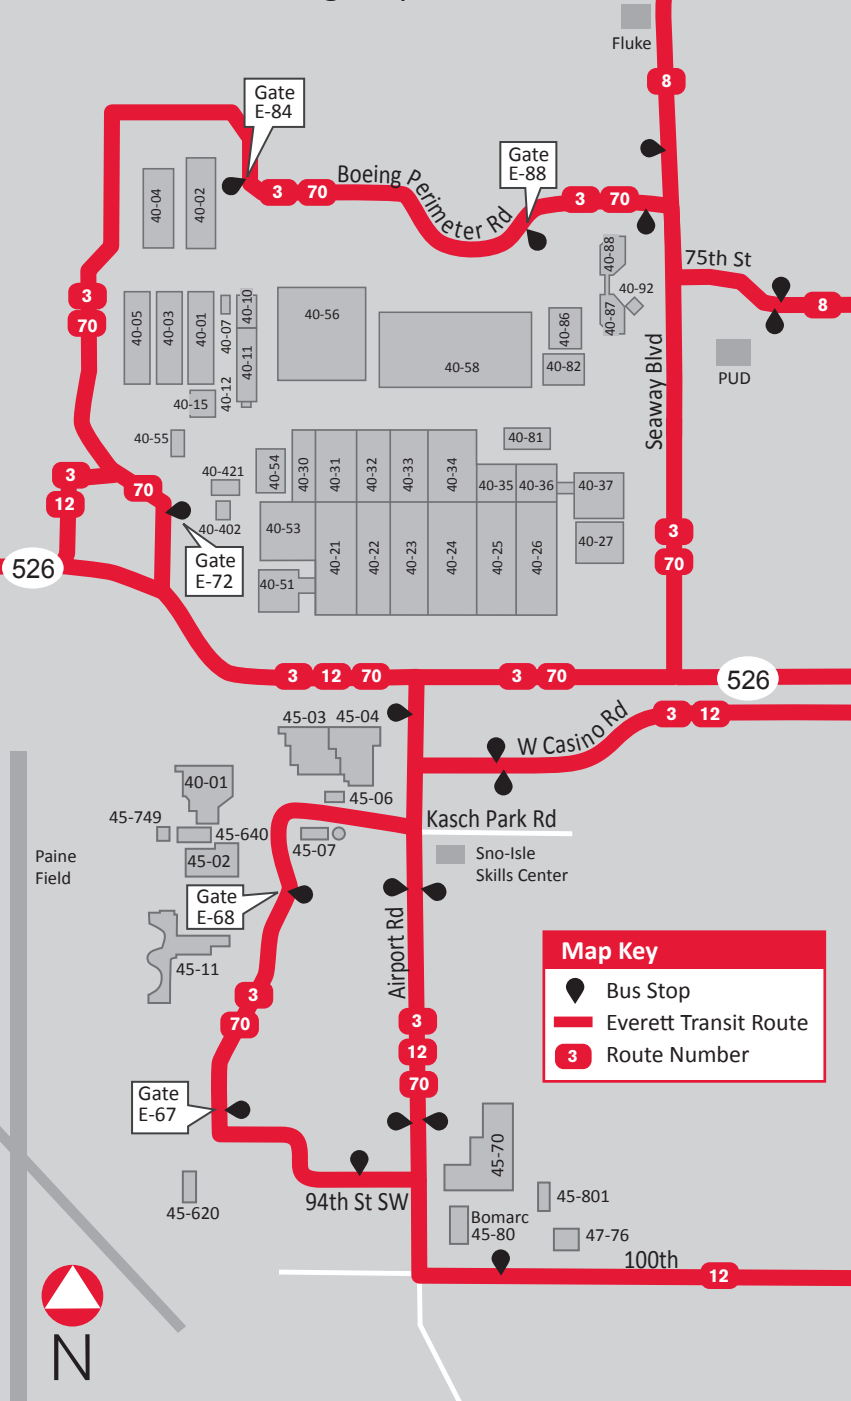 Fluke
8
Gate
E-84
Gate
E-88
Boeing Perimeter Rd
3
70
3
70
40-04
40-02
75th St
8
40-88
40-92
40-87
3
70
40-05
40-03
40-01
40-07
40-10
40-11
40-12
40-15
40-56
40-58
40-86
40-82
PUD
Seaway Blvd
40-55
40-81
3
12
70
40-421
40-402
40-54
40-30
40-31
40-32
40-33
40-34
40-35
40-36
40-37
40-53
40-51
40-21
40-22
40-23
40-24
40-25
40-26
40-27
3
70
526
Gate
E-72
3
12
70
3
70
526
45-03
45-04
W Casino Rd
3
12
40-01
45-06
45-749
45-640
45-07
45-02
Kasch Park Rd
Paine
Field
Sno-Isle
Skills Center
Gate
E-68
Airport Rd
45-11
3
70
3
12
70
Map Key
Bus Stop
Everett Transit Route
3 Route Number
Gate
E-67
45-70
94th St SW
45-620
45-801
Bomarc
45-80
47-76
100th
12
N